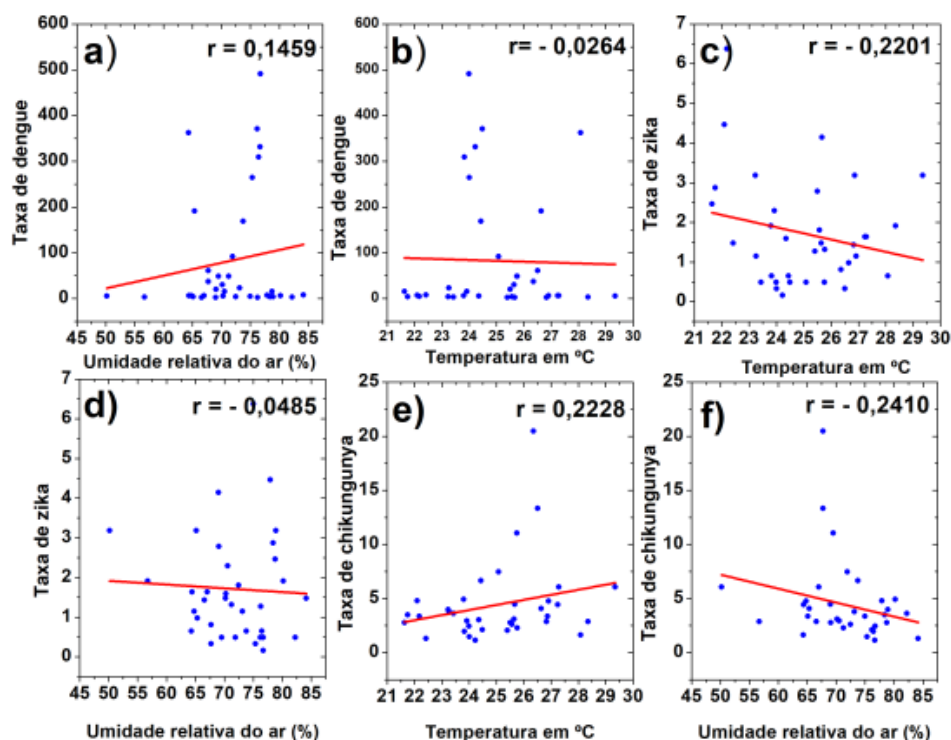 a)
r = 0,1459
Taxa de dengue
600
500
400
300
200
100
0
45 50 55 60 65 70 75 80 85
Umidade relativa do ar (%)
b)
r= - 0,0264
Taxa de dengue
600
500
400
300
200
100
0
21 22 23 24 25 26 27 28 29 30
Temperatura em ºC
c)
r = - 0,2201
Taxa de zika
7
6
5
4
3
2
1
0
21 22 23 24 25 26 27 28 29 30
Temperatura em ºC
d)
r = - 0,0485
Taxa de zika
7
6
5
4
3
2
1
0
45 50 55 60 65 70 75 80 85
Umidade relativa do ar (%)
e)
r = 0,2228
Taxa de chikungunya
25
20
15
10
5
0
21 22 23 24 25 26 27 28 29 30
Temperatura em ºC
f)
r = - 0,2410
Taxa de chikungunya
25
20
15
10
5
0
45 50 55 60 65 70 75 80 85
Umidade relativa do ar (%)